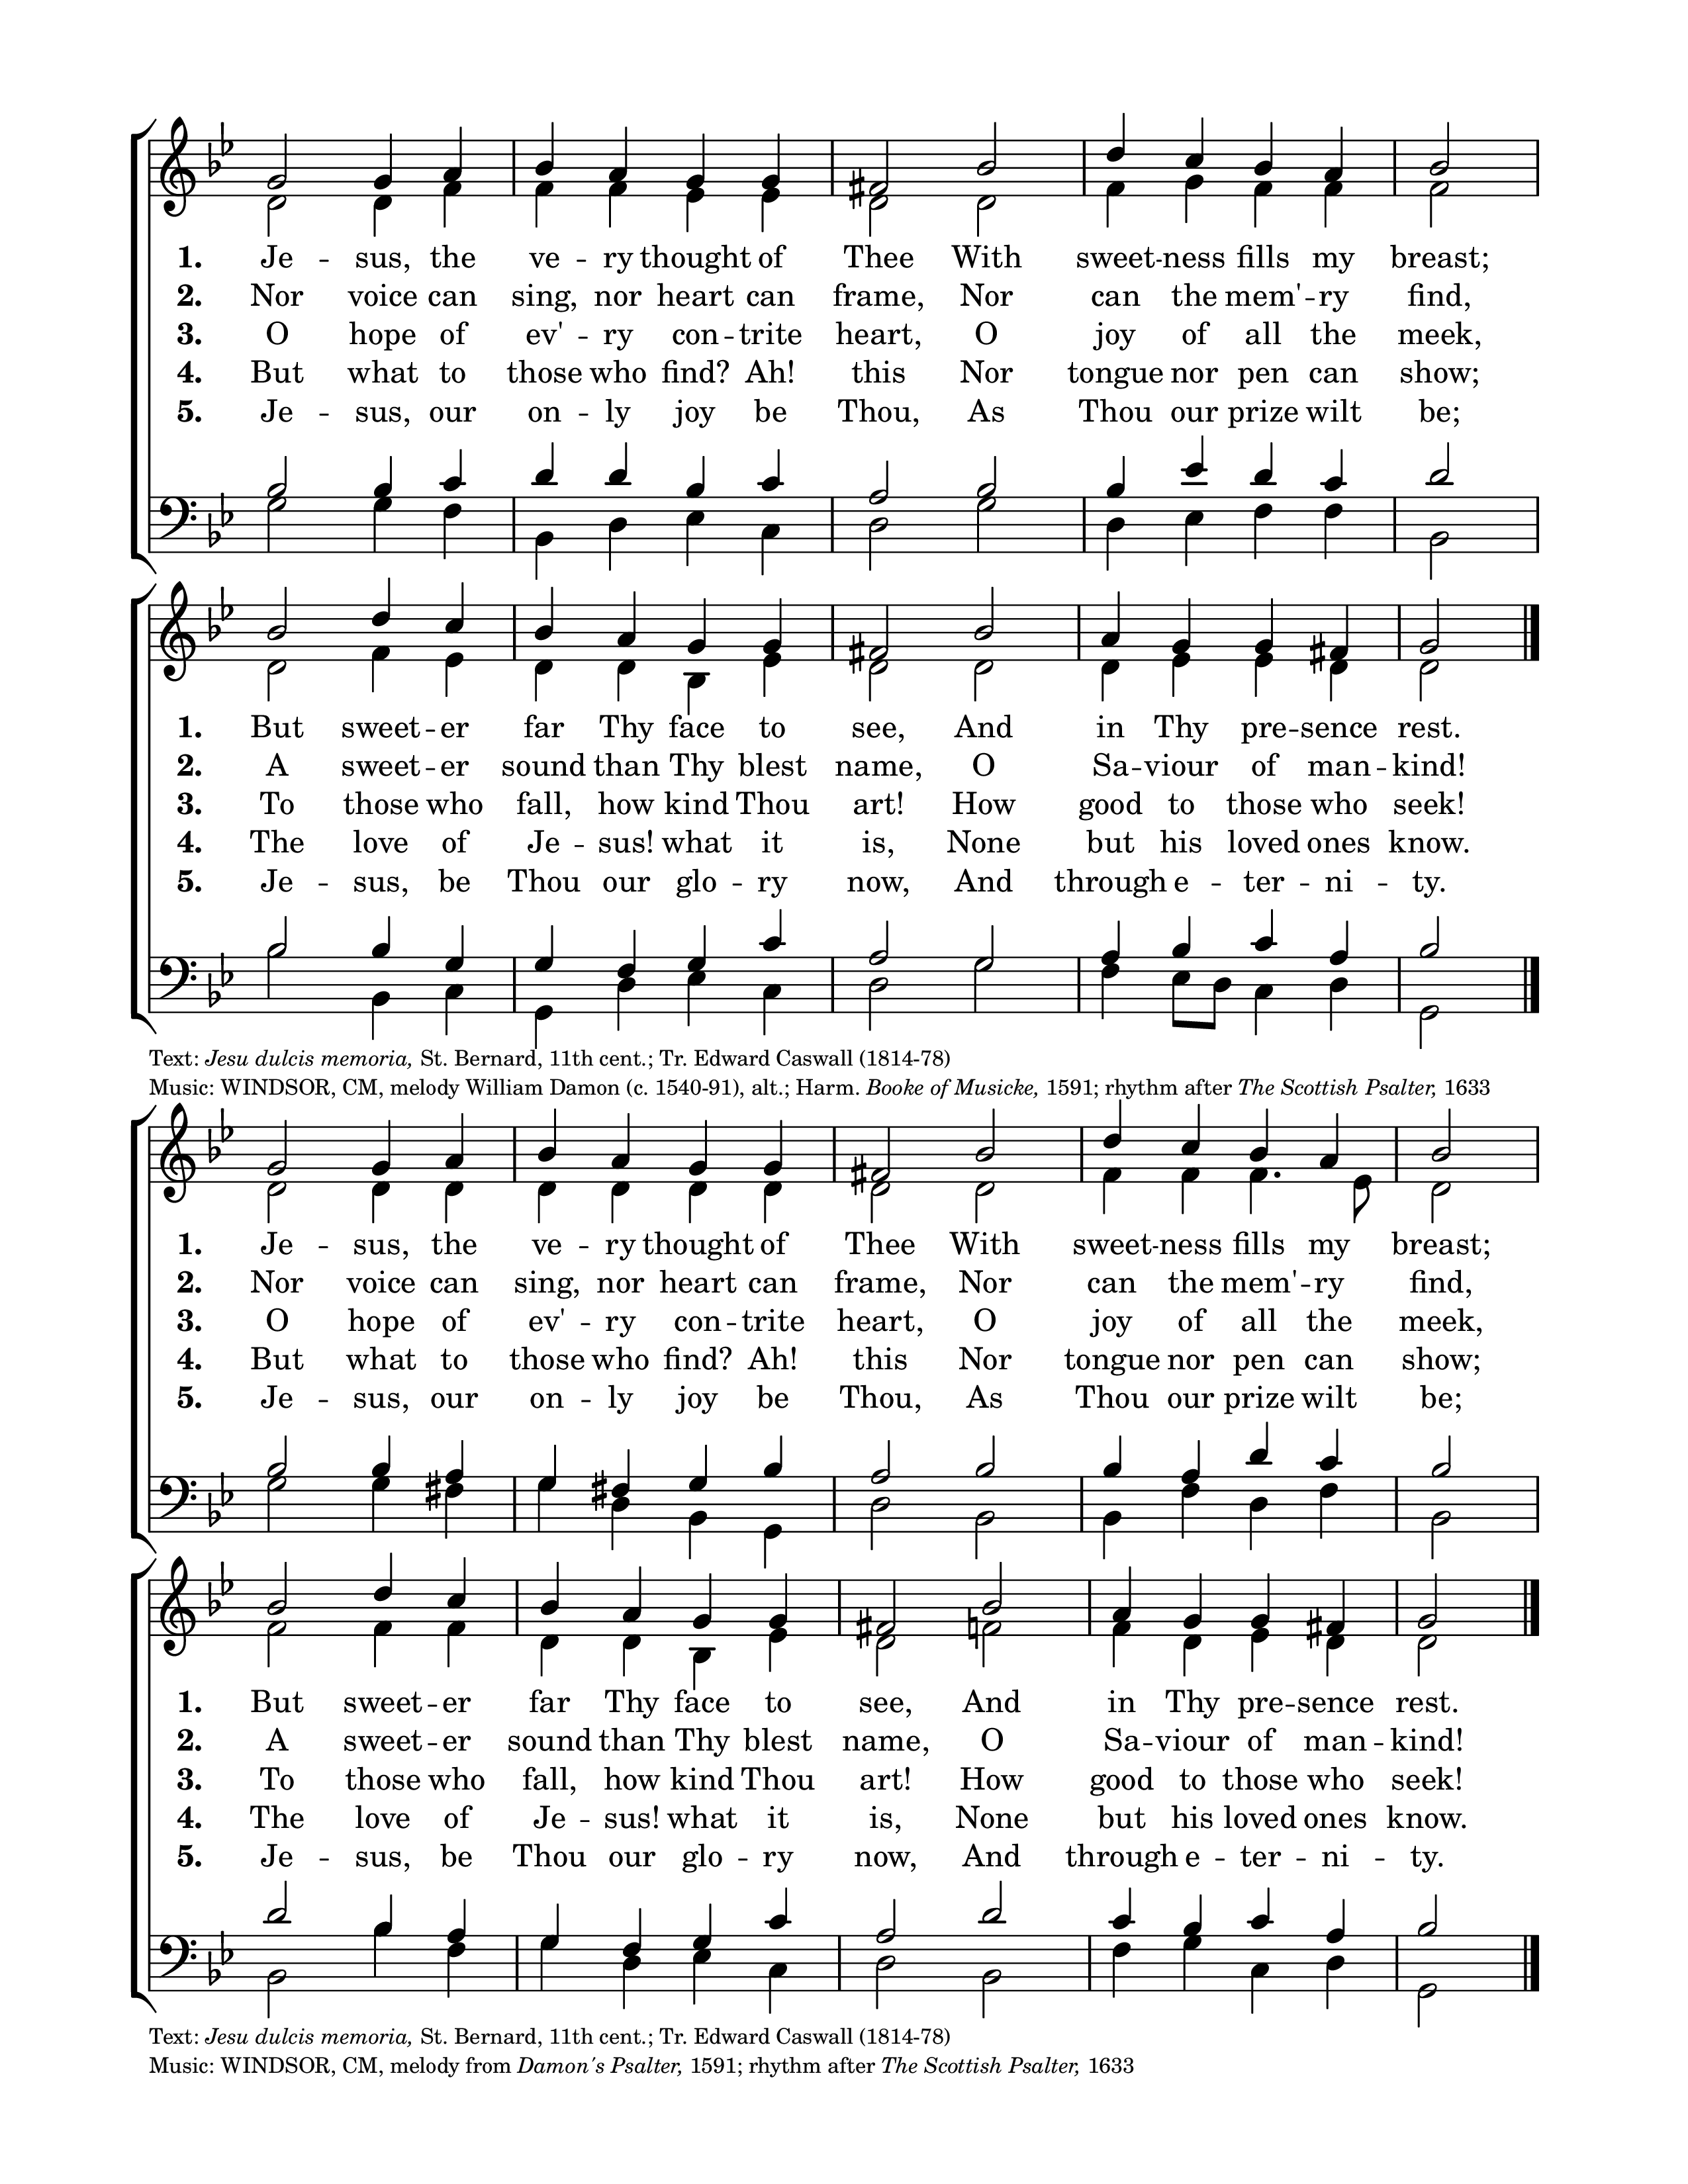 1. Je -- sus, the ve -- ry thought of Thee With sweet -- ness fills my breast;
2. Nor voice can sing, nor heart can frame, Nor can the mem' -- ry find,
3. O hope of ev' -- ry con -- trite heart, O joy of all the meek,
4. But what to those who find? Ah! this Nor tongue nor pen can show;
5. Je -- sus, our on -- ly joy be Thou, As Thou our prize wilt be;
1. But sweet -- er far Thy face to see, And in Thy pre -- sence rest.
2. A sweet -- er sound than Thy blest name, O Sa -- viour of man -- kind!
3. To those who fall, how kind Thou art! How good to those who seek!
4. The love of Je -- sus! what it is, None but his loved ones know.
5. Je -- sus, be Thou our glo -- ry now, And through e -- ter -- ni -- ty.
Text: Jesu dulcis memoria, St. Bernard, 11th cent.; Tr. Edward Caswall (1814-78)
Music: WINDSOR, CM, melody William Damon (c. 1540-91), alt.; Harm. Booke of Musicke, 1591; rhythm after The Scottish Psalter, 1633
1. Je -- sus, the ve -- ry thought of Thee With sweet -- ness fills my breast;
2. Nor voice can sing, nor heart can frame, Nor can the mem' -- ry find,
3. O hope of ev' -- ry con -- trite heart, O joy of all the meek,
4. But what to those who find? Ah! this Nor tongue nor pen can show;
5. Je -- sus, our on -- ly joy be Thou, As Thou our prize wilt be;
1. But sweet -- er far Thy face to see, And in Thy pre -- sence rest.
2. A sweet -- er sound than Thy blest name, O Sa -- viour of man -- kind!
3. To those who fall, how kind Thou art! How good to those who seek!
4. The love of Je -- sus! what it is, None but his loved ones know.
5. Je -- sus, be Thou our glo -- ry now, And through e -- ter -- ni -- ty.
Text: Jesu dulcis memoria, St. Bernard, 11th cent.; Tr. Edward Caswall (1814-78)
Music: WINDSOR, CM, melody from Damon's Psalter, 1591; rhythm after The Scottish Psalter, 1633